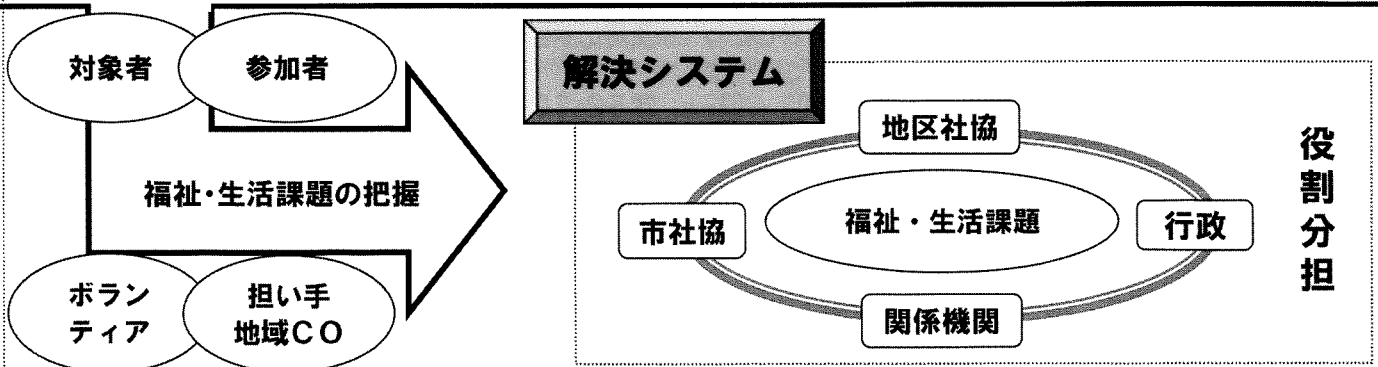 対象者
参加者
福祉・生活課題の把握
ボラン
ティア
担い手
地域CO
解決システム
地区社協
市社協
福祉・生活課題
行政
関係機関
役割分担